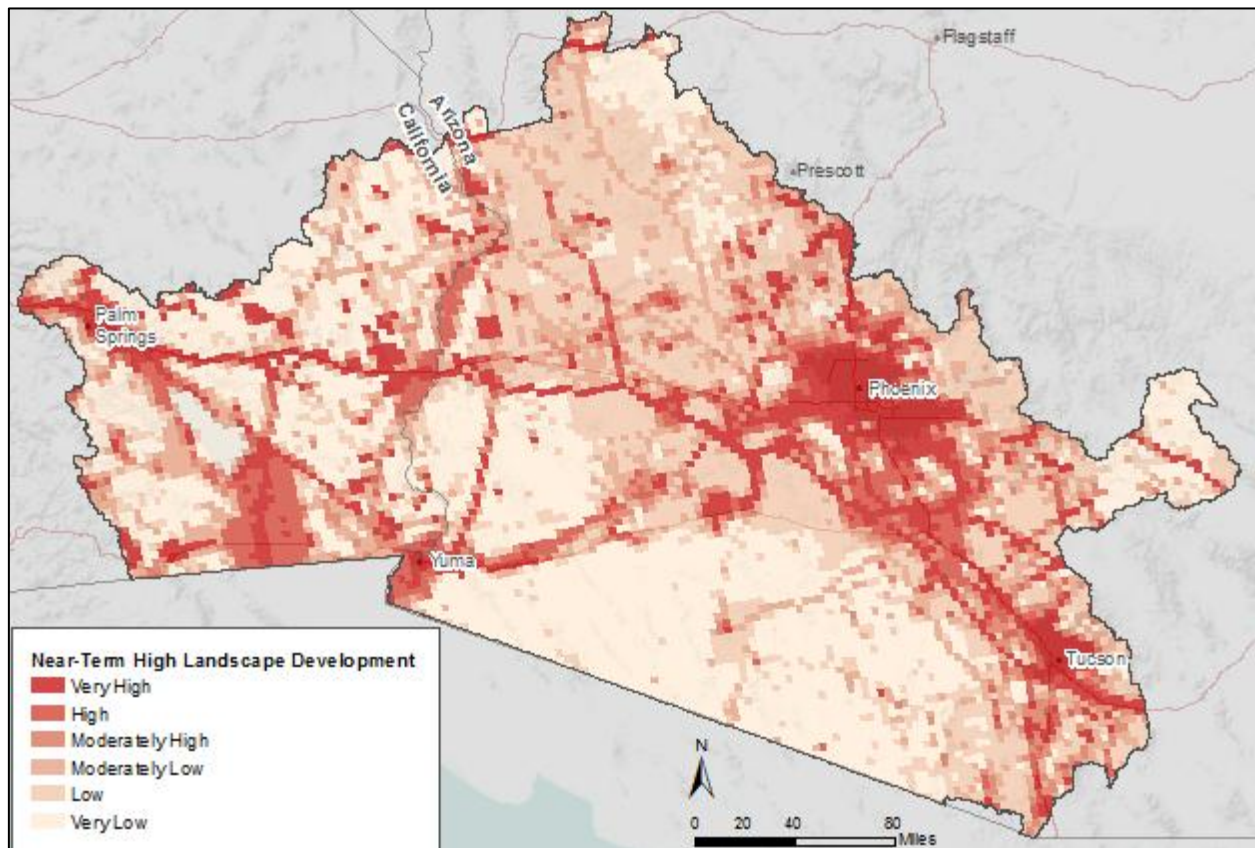 Flagstaff
Arizona
California
Prescott
Palm
Springs
Phoenix
Yuma
Tucson
Near-Term High Landscape Development
Very High
High
Moderately High
Moderately Low
Low
Very Low
N
0 20 40 80
Miles